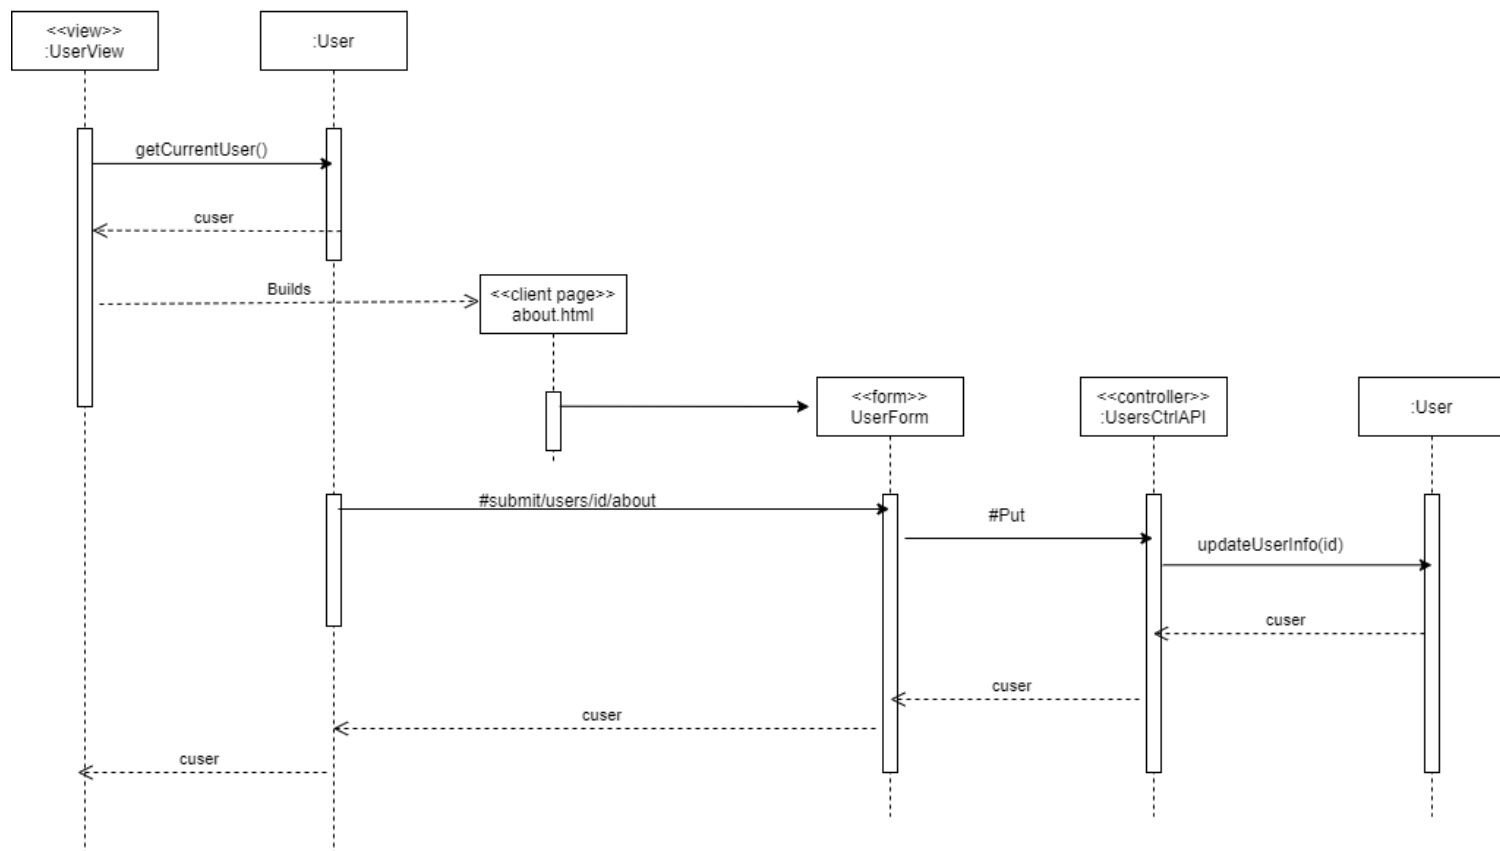 <<view>>
:UserView
:User
getCurrentUser()
cuser
Builds
<<client page>>
about.html
<<form>>
UserForm
<<controller>>
:UsersCtrlAPI
:User
#submit/users/id/about
#Put
updateUserInfo(id)
cuser
cuser
cuser
cuser